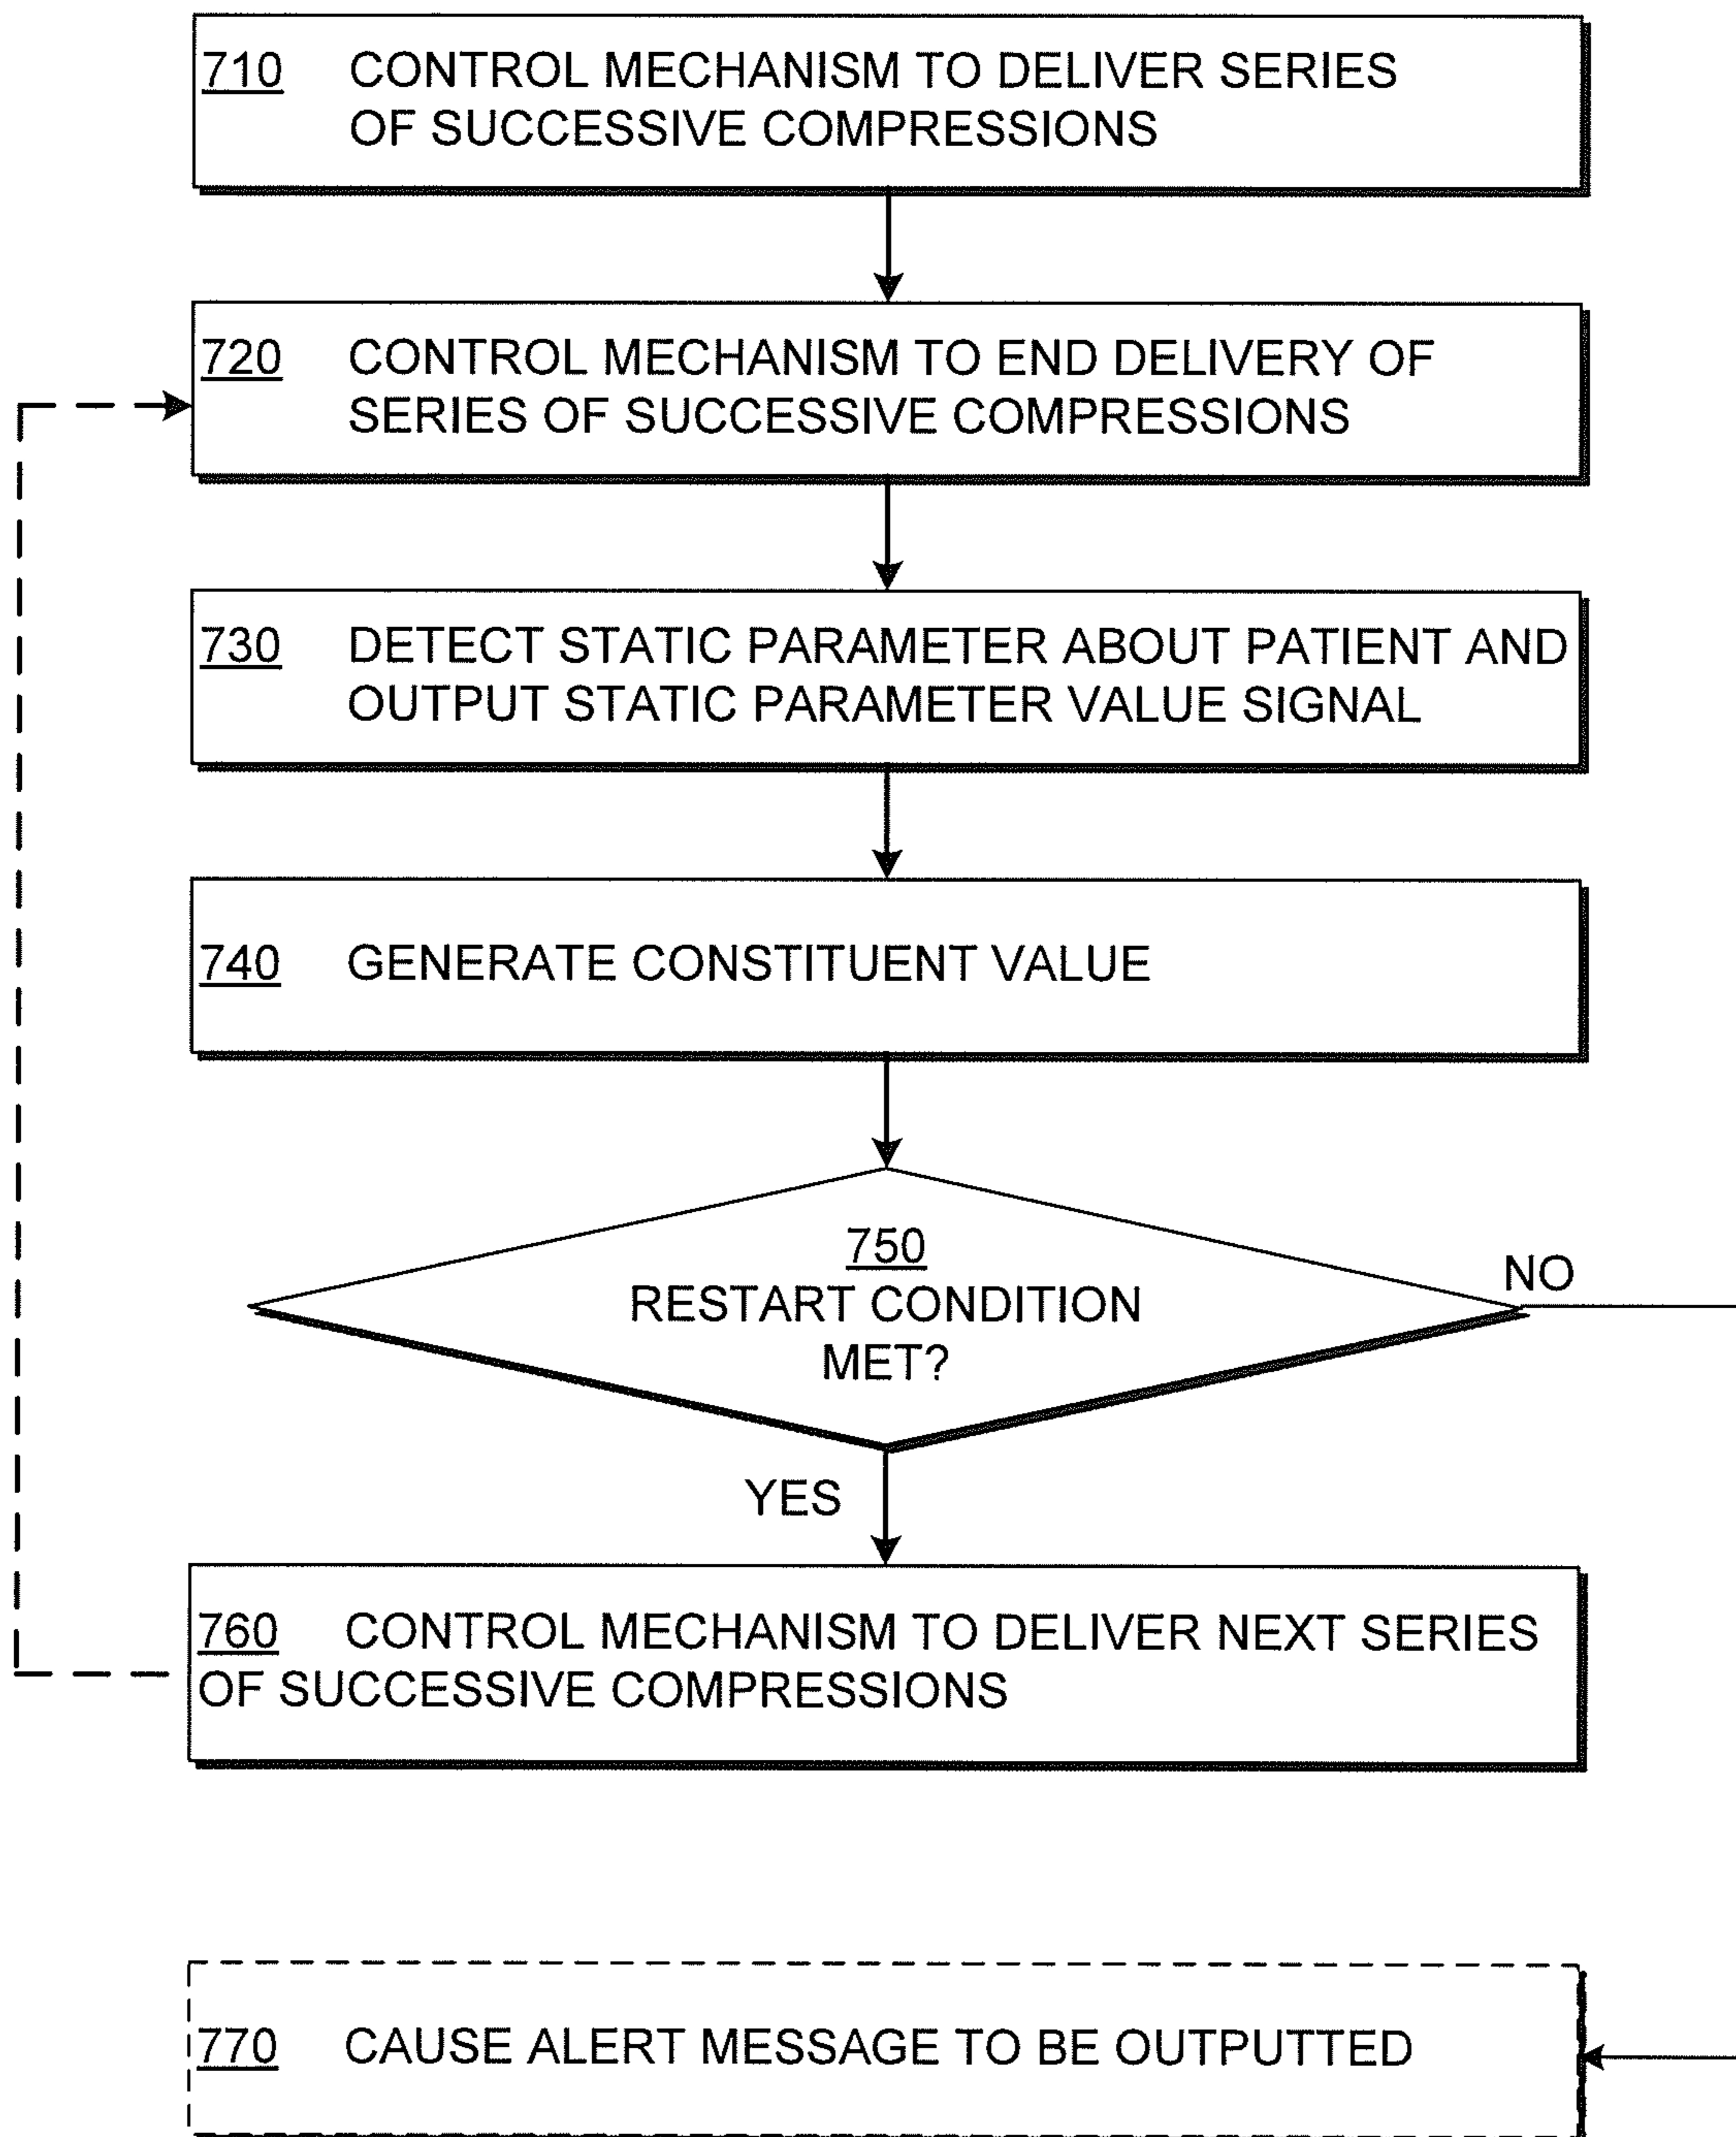 710 CONTROL MECHANISM TO DELIVER SERIES
OF SUCCESSIVE COMPRESSIONS
720 CONTROL MECHANISM TO END DELIVERY OF
SERIES OF SUCCESSIVE COMPRESSIONS
730 DETECT STATIC PARAMETER ABOUT PATIENT AND
OUTPUT STATIC PARAMETER VALUE SIGNAL
740 GENERATE CONSTITUENT VALUE
750
RESTART CONDITION
MET?
NO
YES
760 CONTROL MECHANISM TO DELIVER NEXT SERIES
OF SUCCESSIVE COMPRESSIONS
770 CAUSE ALERT MESSAGE TO BE OUTPUTTED